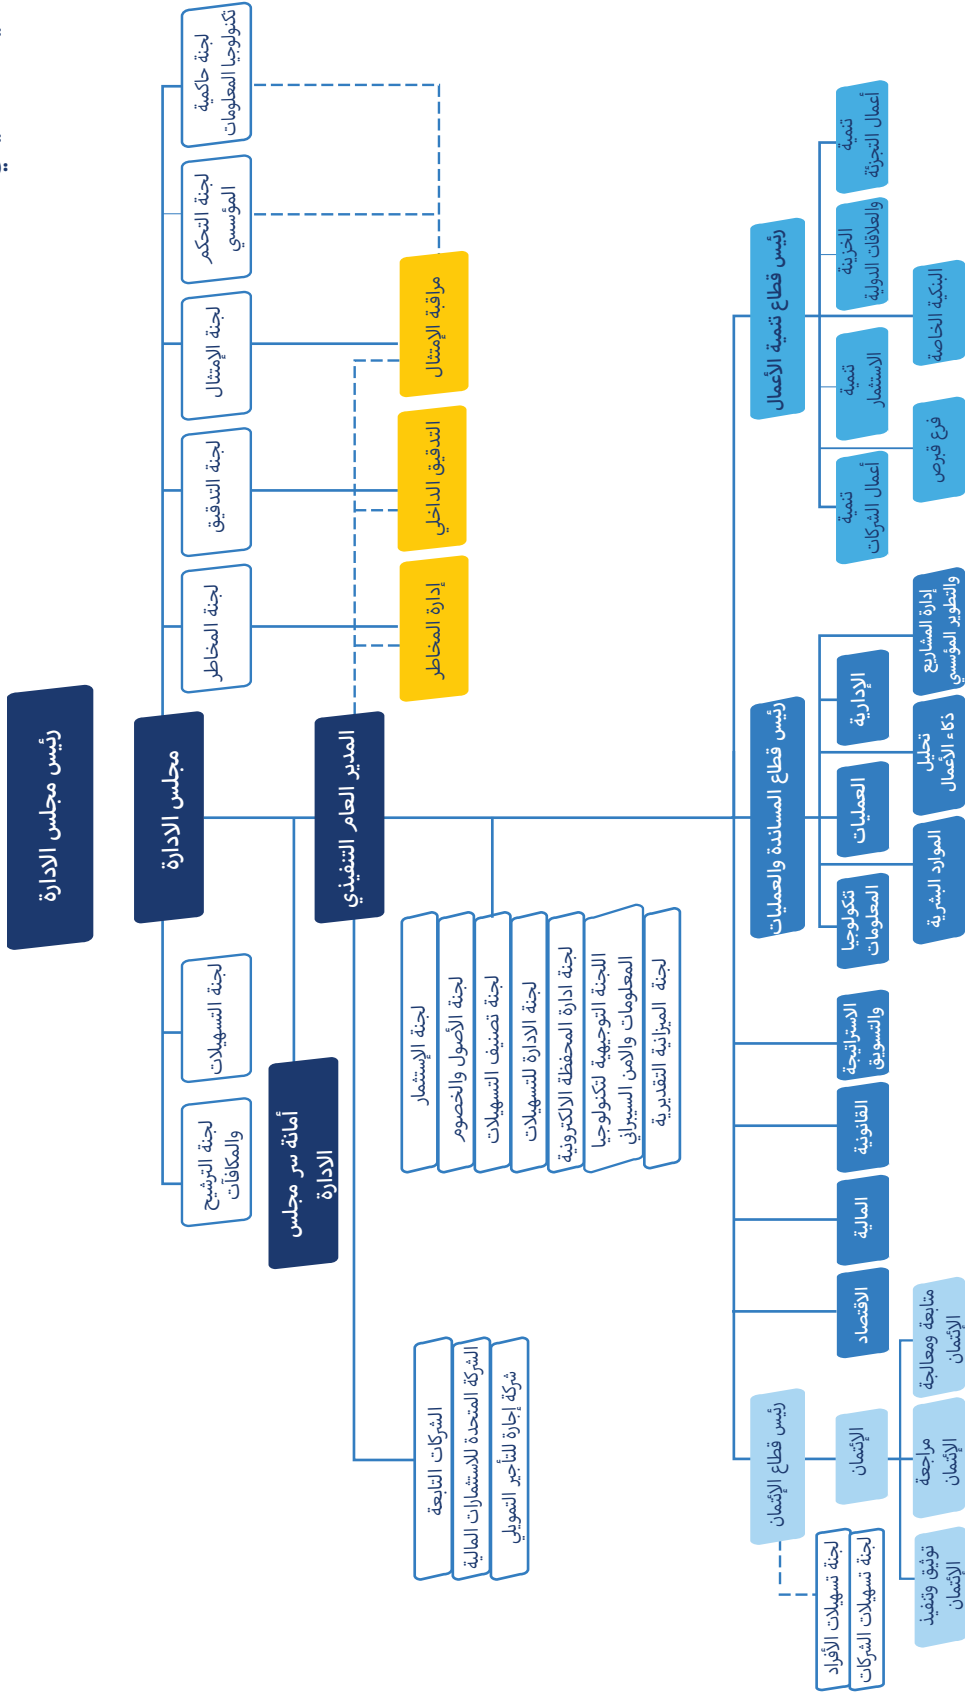 رئيس مجلس الادارة
مجلس الادارة
لجنة حاكمية
تكنولوجيا المعلومات
لجنة التحكم
المؤسسي
لجنة الإمتثال
لجنة التدقيق
لجنة المخاطر
لجنة التسهيلات
لجنة الترشيح
والمكافآت
أمانة سر مجلس
الادارة
المدير العام التنفيذي
مراقبة الإمتثال
التدقيق الداخلي
إدارة المخاطر
لجنة الإستثمار
لجنة الأصول والخصوم
لجنة تصنيف التسهيلات
لجنة الادارة للتسهيلات
لجنة ادارة المحفظة الالكترونية
اللجنة التوجيهية لتكنولوجيا
المعلومات والامن السيبراني
لجنة الميزانية التقديرية
الشركات التابعة
الشركة المتحدة للاستثمارات المالية
شركة إجارة للتأجير التمويلي
رئيس قطاع تنمية الأعمال
تنمية
أعمال التجزئة
الخزينة
والعلاقات الدولية
تنمية
الاستثمار
تنمية
أعمال الشركات
البنكية الخاصة
فرع قبرص
رئيس قطاع المساندة والعمليات
الإدارية
العمليات
تنكولوجيا
المعلومات
إدارة المشاريع
والتطوير المؤسسي
تحليل
ذكاء الأعمال
الموارد البشرية
الاستراتيجة
والتسويق
القانونية
المالية
الاقتصاد
رئيس قطاع الإئتمان
الإئتمان
متابعة ومعالجة
الإئتمان
مراجعة
الإئتمان
توثيق وتنفيذ
الإئتمان
لجنة تسهيلات الأفراد
لجنة تسهيلات الشركات